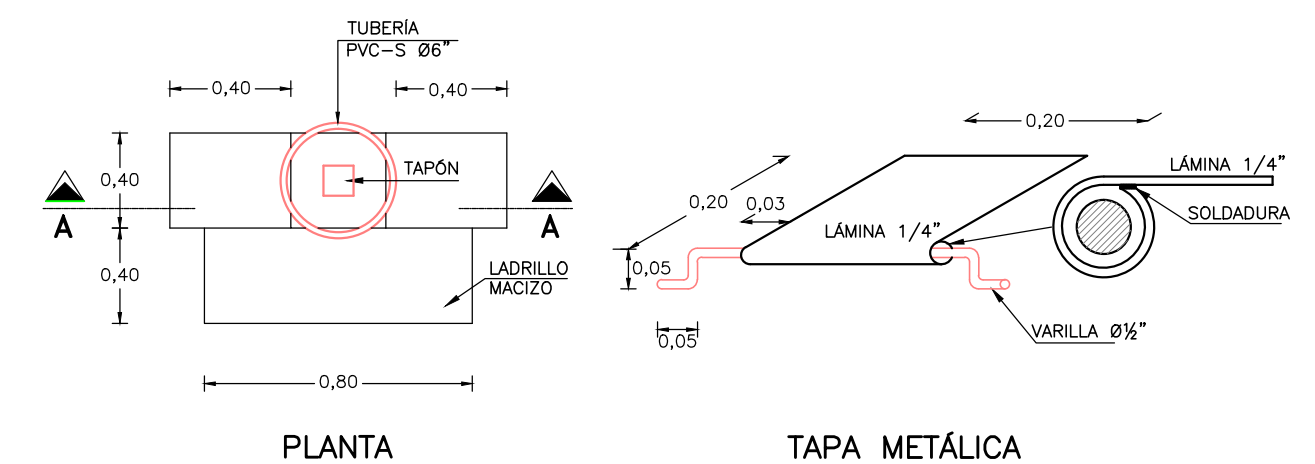 TUBERÍA
PVC-S Ø6"
0,40
0,40
0,40
TAPÓN
A
A
0,40
LADRILLO
MACIZO
0,80
PLANTA
0,20
LÁMINA 1/4"
0,20
0,03
SOLDADURA
LÁMINA 1/4"
0,05
0,05
VARILLA Ø½"
TAPA METÁLICA